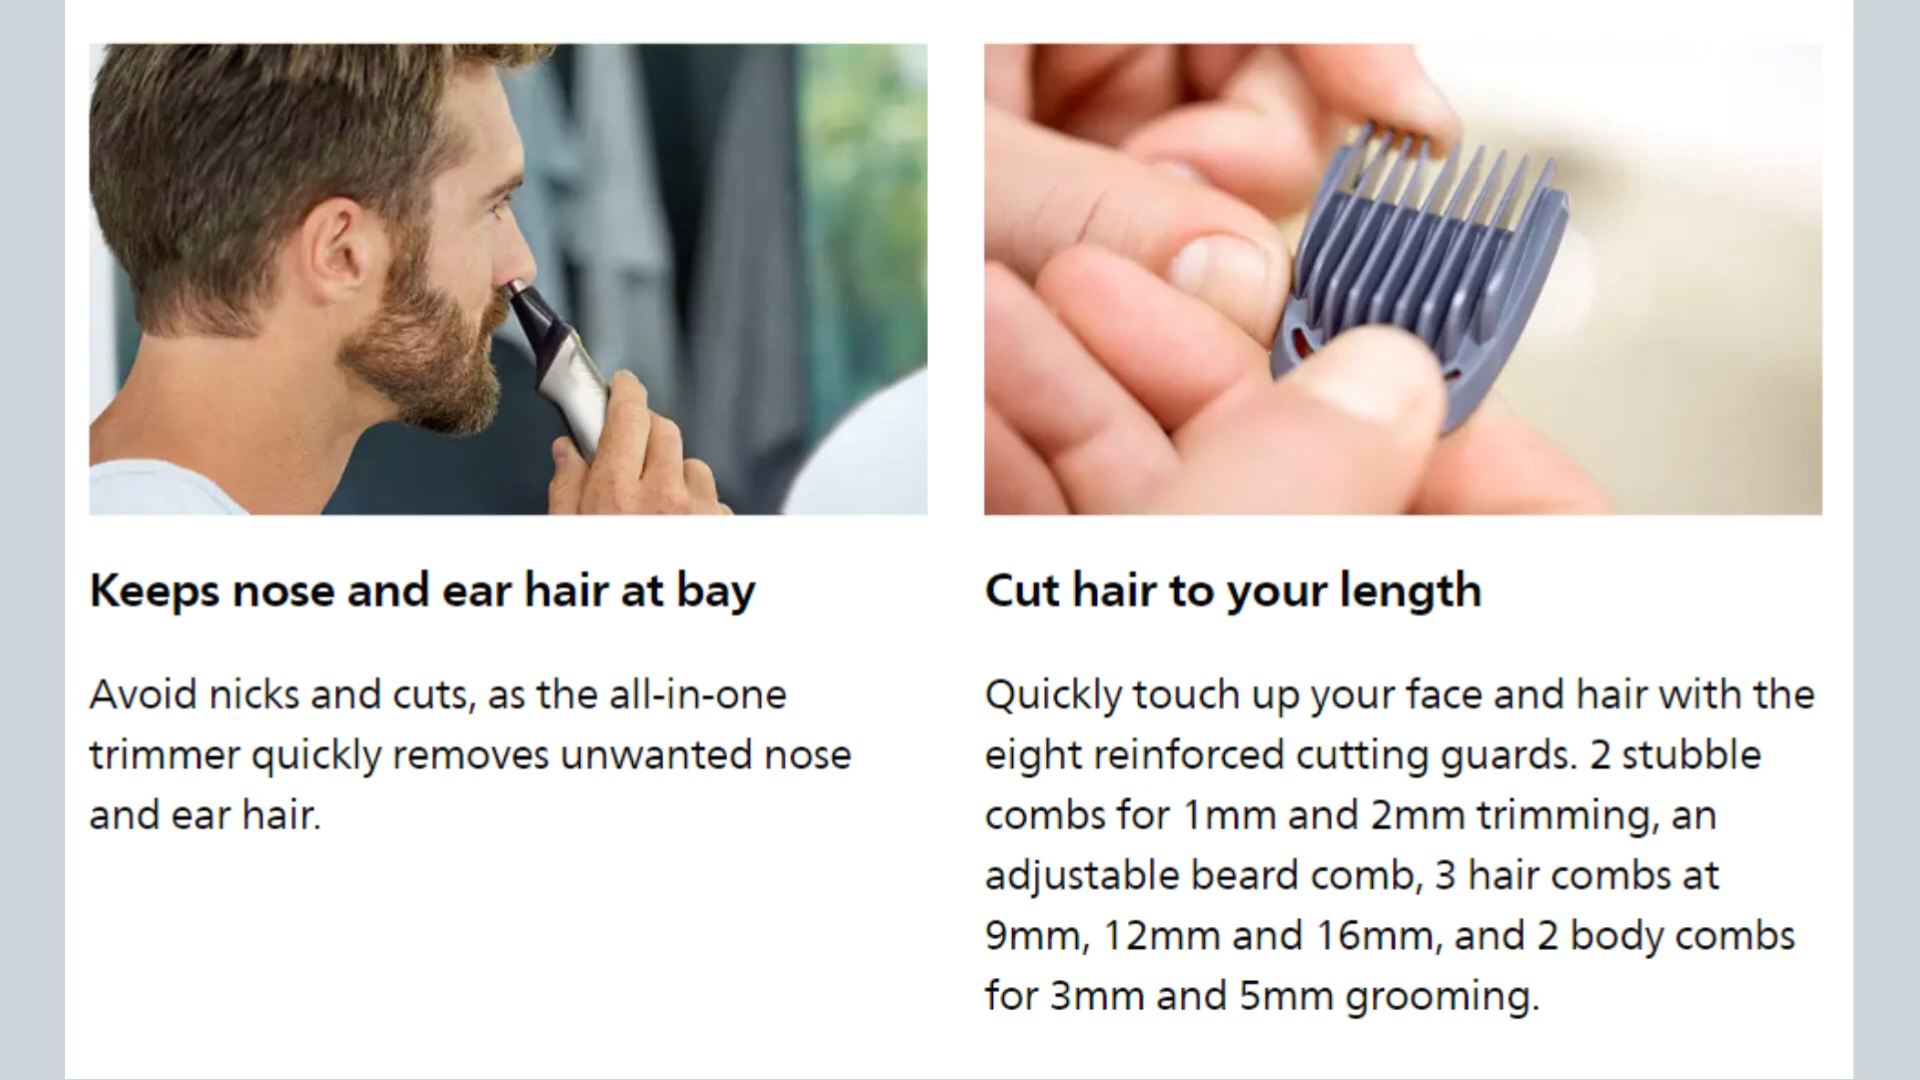 Keeps nose and ear hair at bay
Avoid nicks and cuts, as the all-in-one
trimmer quickly removes unwanted nose
and ear hair.
Cut hair to your length
Quickly touch up your face and hair with the
eight reinforced cutting guards. 2 stubble
combs for 1mm and 2mm trimming, an
adjustable beard comb, 3 hair combs at
9mm, 12mm and 16mm, and 2 body combs
for 3mm and 5mm grooming.